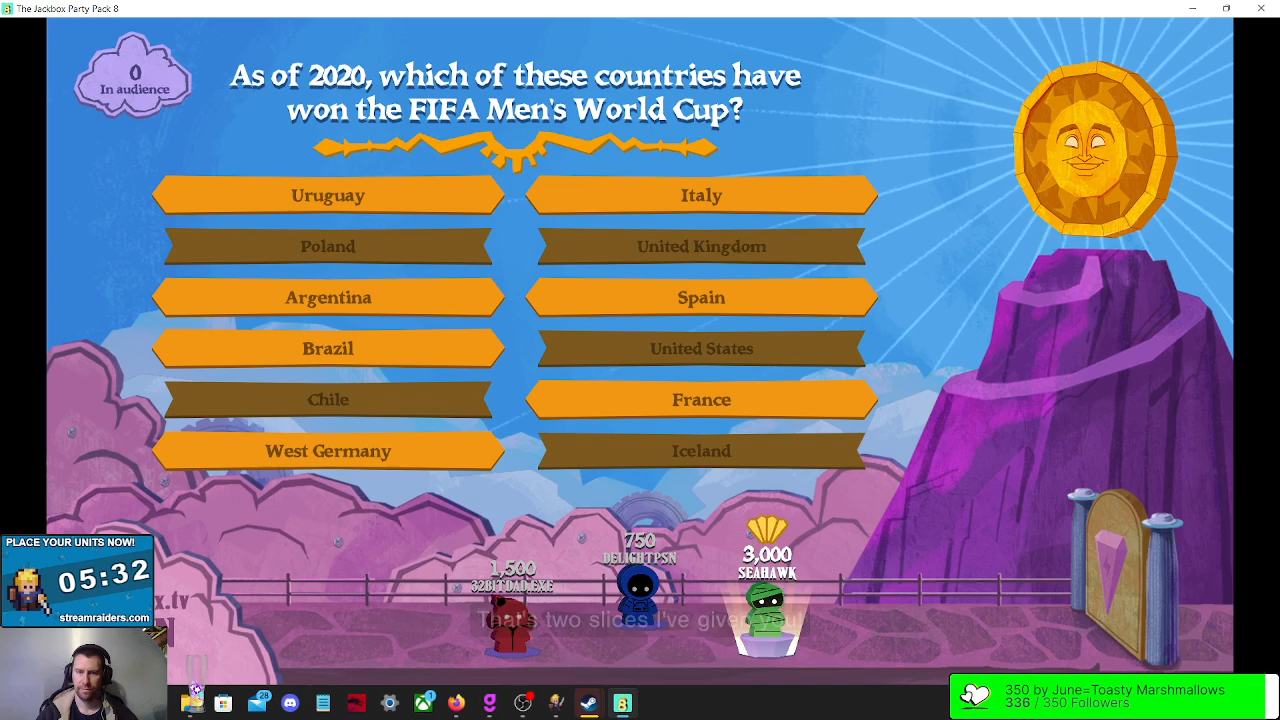 The Jackbox Party Pack 8
0
In audience
As of 2020, which of these countries have
won the FIFA Men's World Cup?
Uruguay
Italy
Poland
United Kingdom
Argentina
Spain
Brazil
United States
Chile
France
West Germany
Iceland
PLACE YOUR UNITS NOW!
05:32
streamraiders.com
x.tv
1,500
32BITDAD.EXE
750
DELIGHTPSN
3,000
SEAHAWK
That's two slices I've given you!
28
1
350 by June=Toasty Marshmallows
336 / 350 Followers